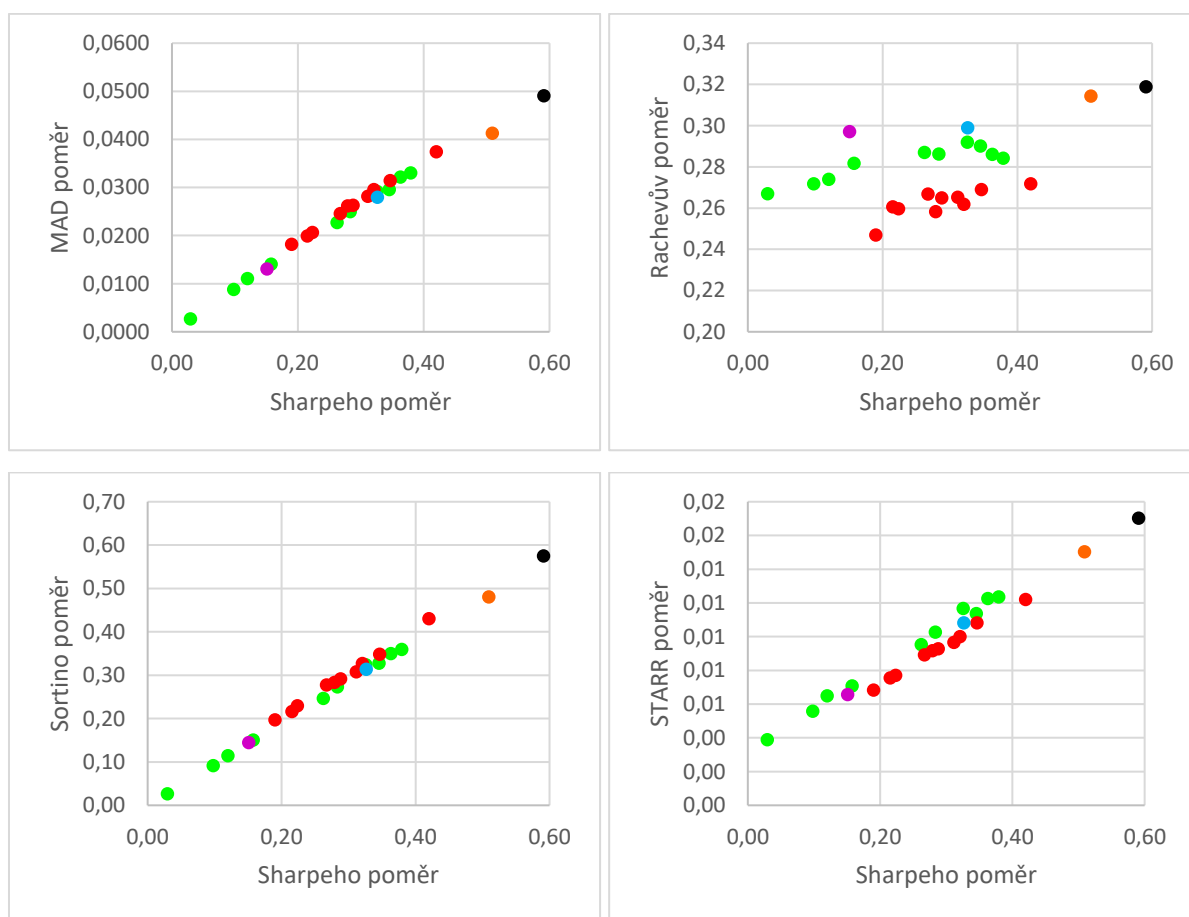 0,0600
0,0500
0,0400
0,0300
0,0200
0,0100
0,0000
MAD poměr
0,00 0,20 0,40 0,60
Sharpeho poměr
0,34
0,32
0,30
0,28
0,26
0,24
0,22
0,20
Rachevův poměr
0,00 0,20 0,40 0,60
Sharpeho poměr
0,70
0,60
0,50
0,40
0,30
0,20
0,10
0,00
Sortino poměr
0,00 0,20 0,40 0,60
Sharpeho poměr
0,02
0,02
0,01
0,01
0,01
0,01
0,01
0,00
0,00
0,00
STARR poměr
0,00 0,20 0,40 0,60
Sharpeho poměr